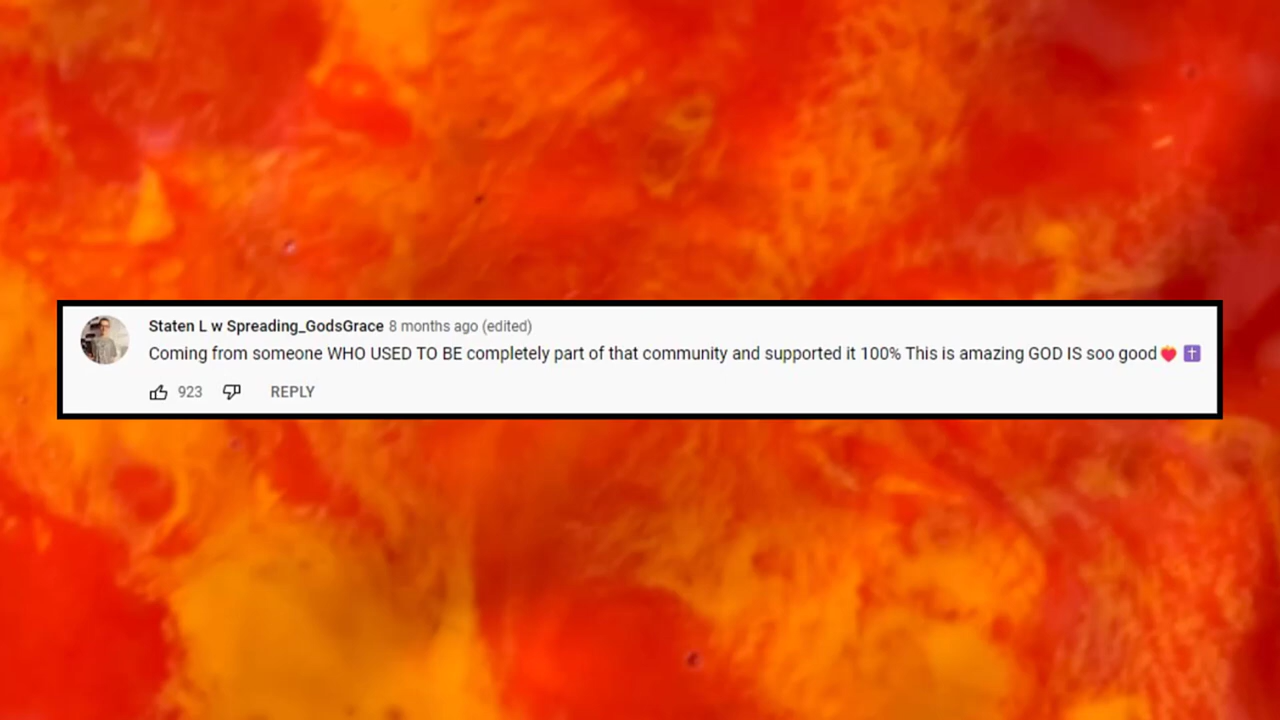 Staten L w Spreading_GodsGrace 8 months ago (edited)
Coming from someone WHO USED TO BE completely part of that community and supported it 100% This is amazing GOD IS soo good❤️ ✝️
923 REPLY